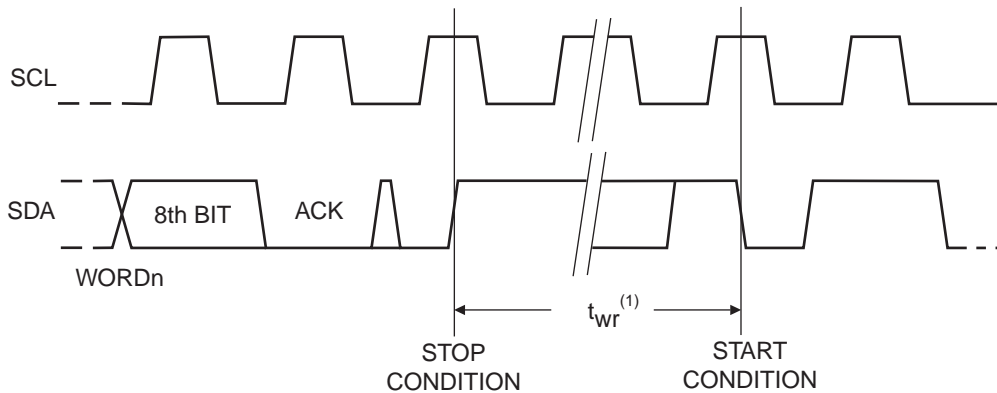 SCL
SDA
8th BIT
ACK
WORDn
twr(1)
STOP
CONDITION
START
CONDITION